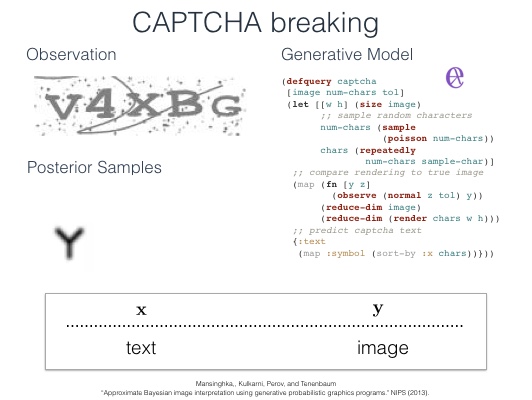 CAPTCHA breaking
Observation
V4XBG
Posterior Samples
Y
Generative Model
(defquery captcha
[image num-chars tol]
(let [[w h] (size image)
;; sample random characters
num-chars (sample
(poisson num-chars))
chars (repeatedly
num-chars sample-char)]
;; compare rendering to true image
(map (fn [y z]
(observe (normal z tol) y))
(reduce-dim image)
(reduce-dim (render chars w h)))
;; predict captcha text
{:text
(map :symbol (sort-by :x chars))}))
x y
text image
Mansinghka,, Kulkarni, Perov, and Tenenbaum
"Approximate Bayesian image interpretation using generative probabilistic graphics programs." NIPS (2013).